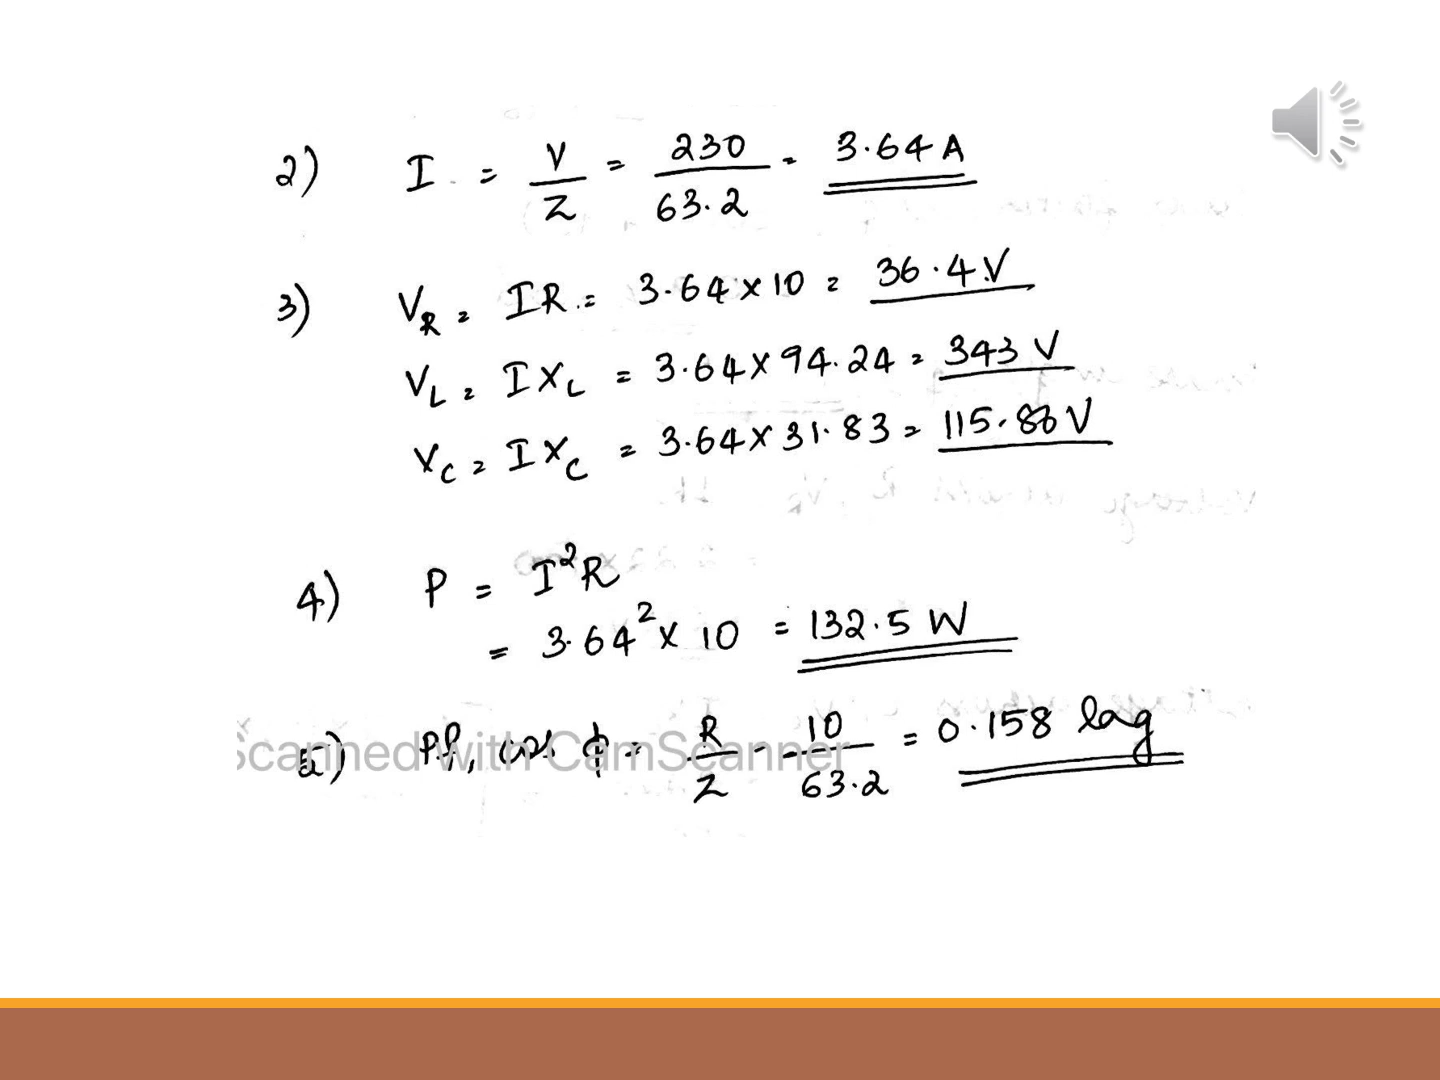 2) I = V/Z = 230/63.2 = 3.64 A
3) VR = IR = 3.64 × 10 = 36.4 V
VL = IXL = 3.64 × 94.24 = 343 V
VC = IXC = 3.64 × 31.83 = 115.88 V
4) P = I²R
= 3.64² × 10 = 132.5 W
5) P.f, cos ϕ = R/Z = 10/63.2 = 0.158 lag
Scanned with CamScanner